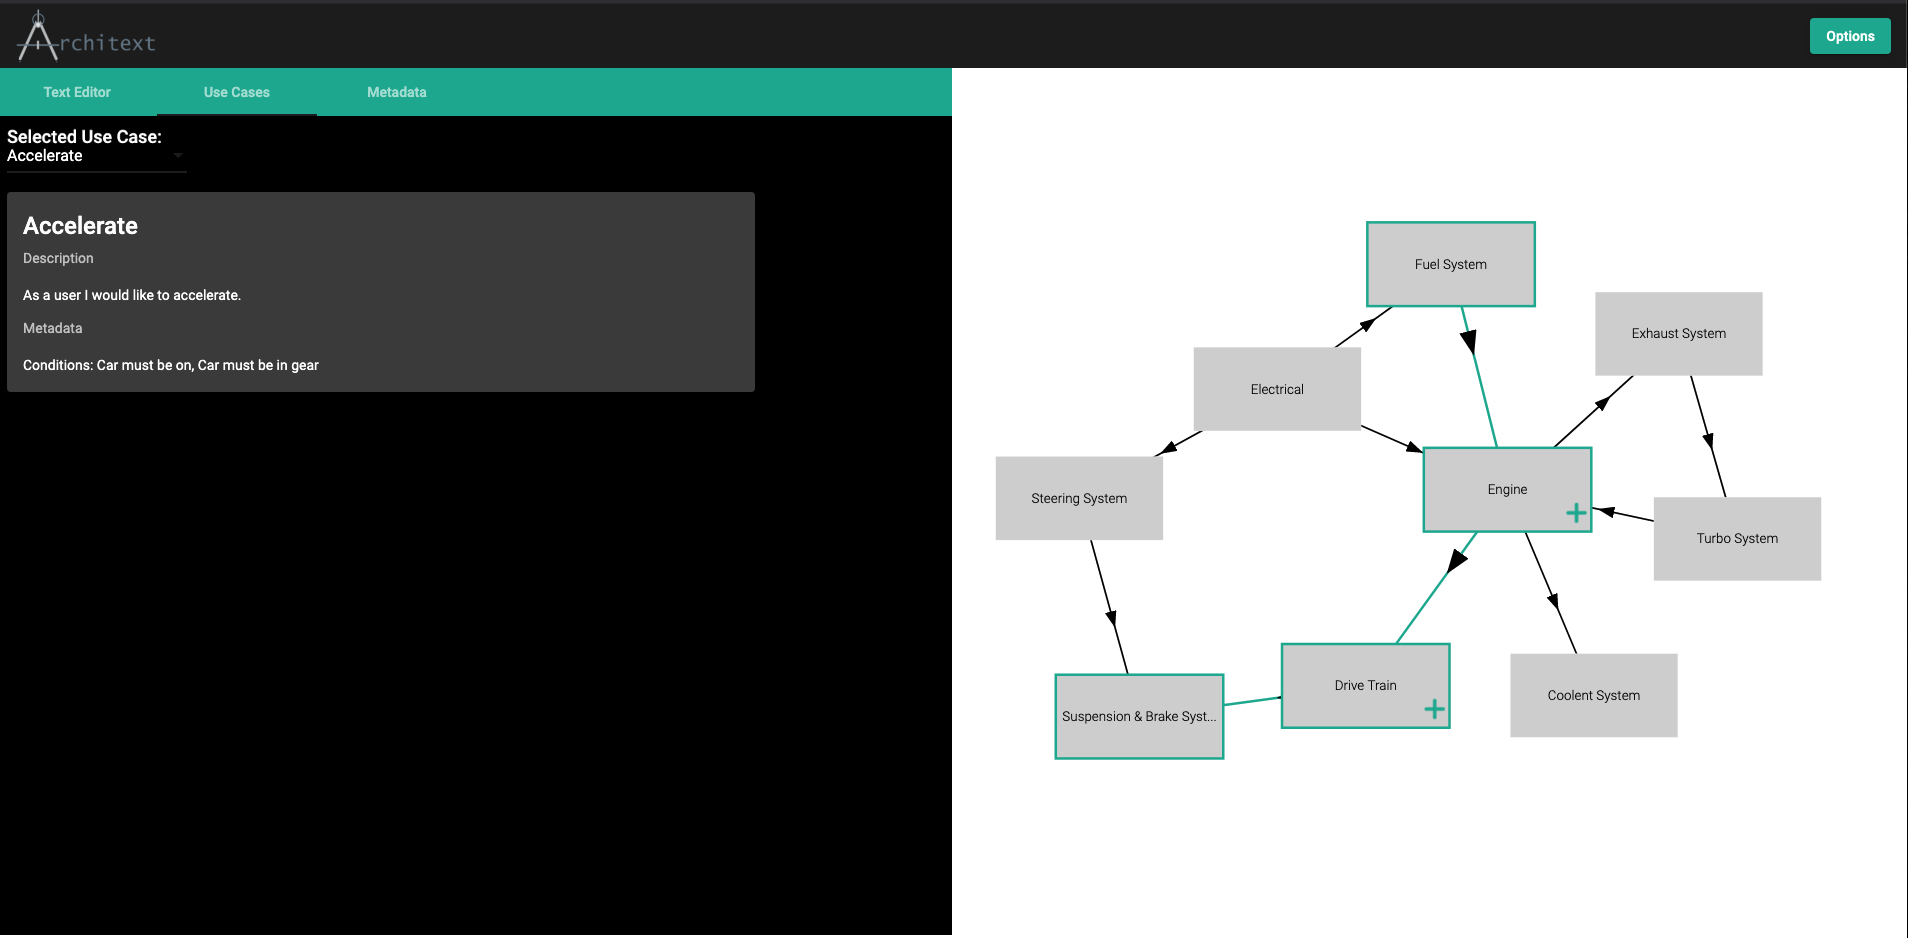 Architext
Options
Text Editor
Use Cases
Metadata
Selected Use Case:
Accelerate
Accelerate
Description
As a user I would like to accelerate.
Metadata
Conditions: Car must be on, Car must be in gear
Fuel System
Exhaust System
Electrical
Engine
Steering System
Turbo System
Drive Train
Coolent System
Suspension & Brake Syst...